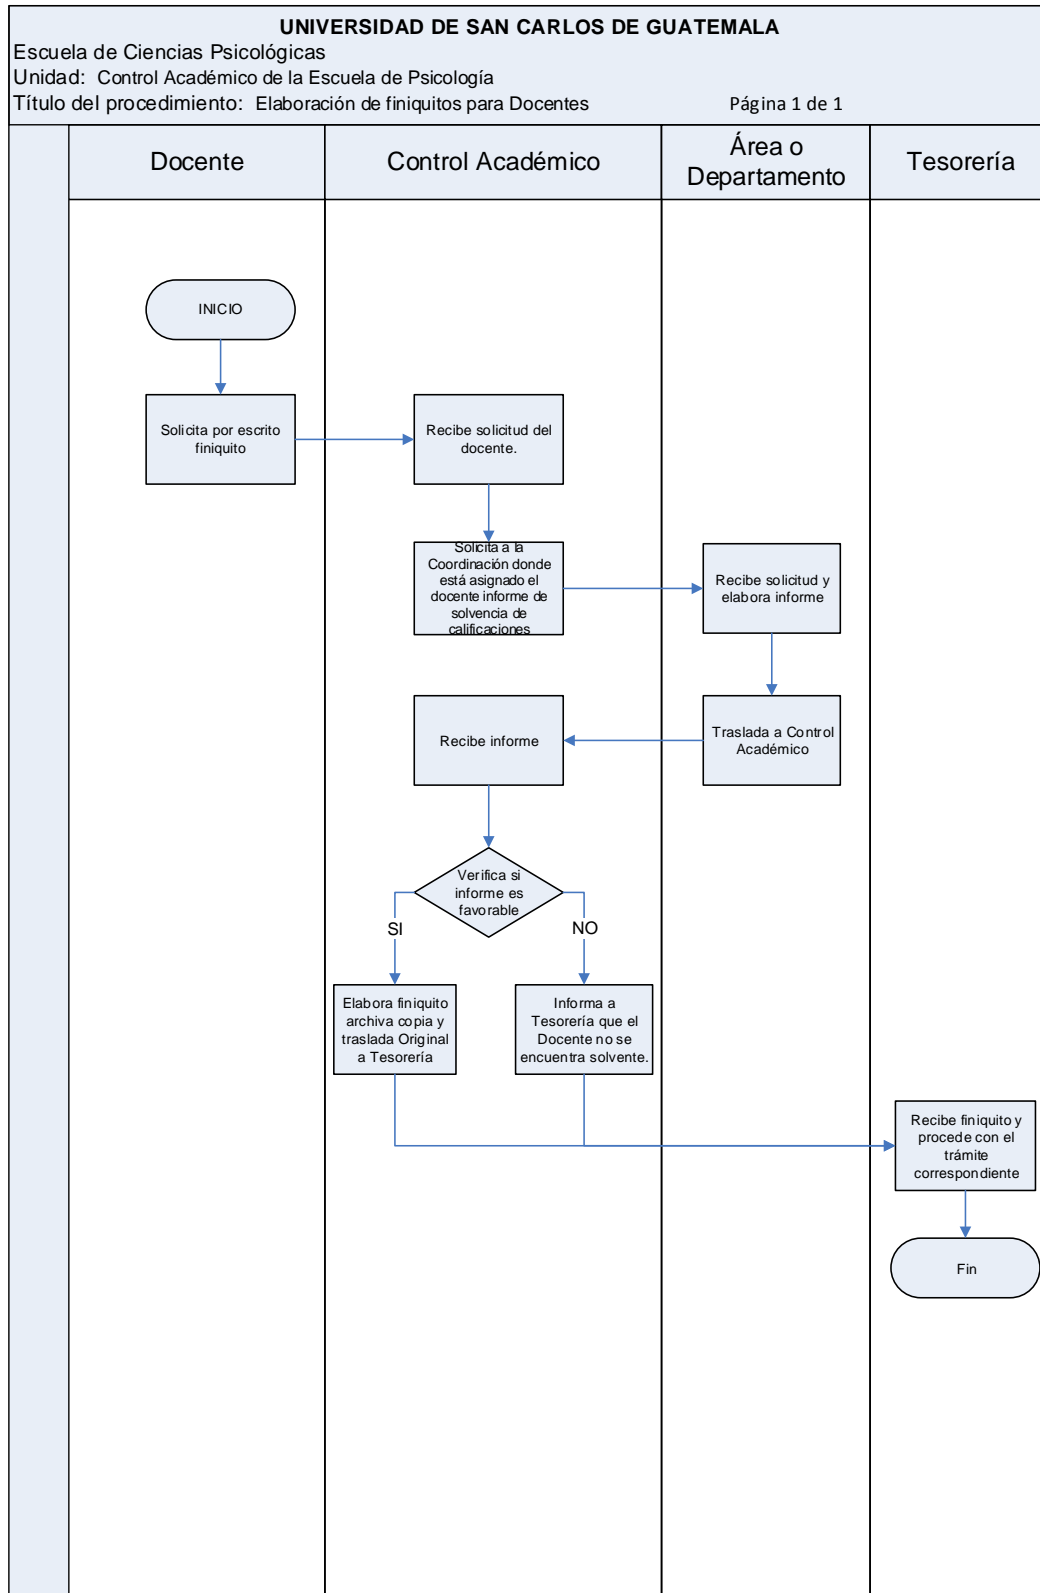 UNIVERSIDAD DE SAN CARLOS DE GUATEMALA
Escuela de Ciencias Psicológicas
Unidad: Control Académico de la Escuela de Psicología
Título del procedimiento: Elaboración de finiquitos para Docentes Página 1 de 1
Docente
Control Académico
Área o
Departamento
Tesorería
INICIO
Solicita por escrito
finiquito
Recibe solicitud del
docente.
Solicita a la
Coordinación donde
está asignado el
docente informe de
solvencia de
calificaciones
Recibe solicitud y
elabora informe
Traslada a Control
Académico
Recibe informe
Verifica si
informe es
favorable
SI
NO
Elabora finiquito
archiva copia y
traslada Original
a Tesorería
Informa a
Tesorería que el
Docente no se
encuentra solvente.
Recibe finiquito y
procede con el
trámite
correspondiente
Fin